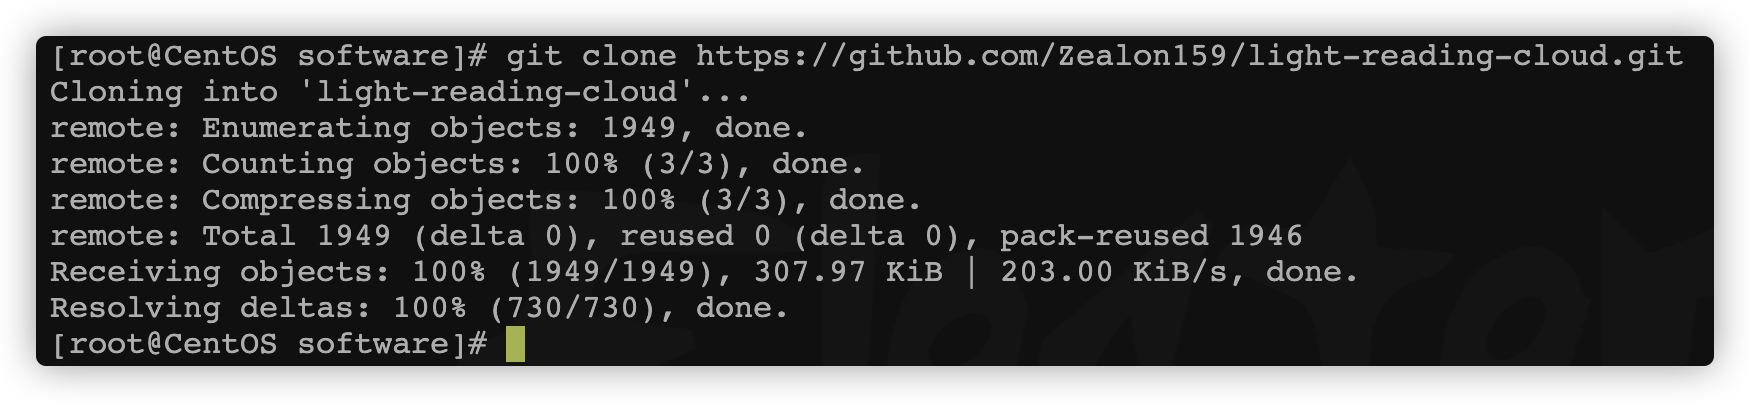 [root@CentOS software]# git clone https://github.com/Zealon159/light-reading-cloud.git
Cloning into 'light-reading-cloud'...
remote: Enumerating objects: 1949, done.
remote: Counting objects: 100% (3/3), done.
remote: Compressing objects: 100% (3/3), done.
remote: Total 1949 (delta 0), reused 0 (delta 0), pack-reused 1946
Receiving objects: 100% (1949/1949), 307.97 KiB | 203.00 KiB/s, done.
Resolving deltas: 100% (730/730), done.
[root@CentOS software]#